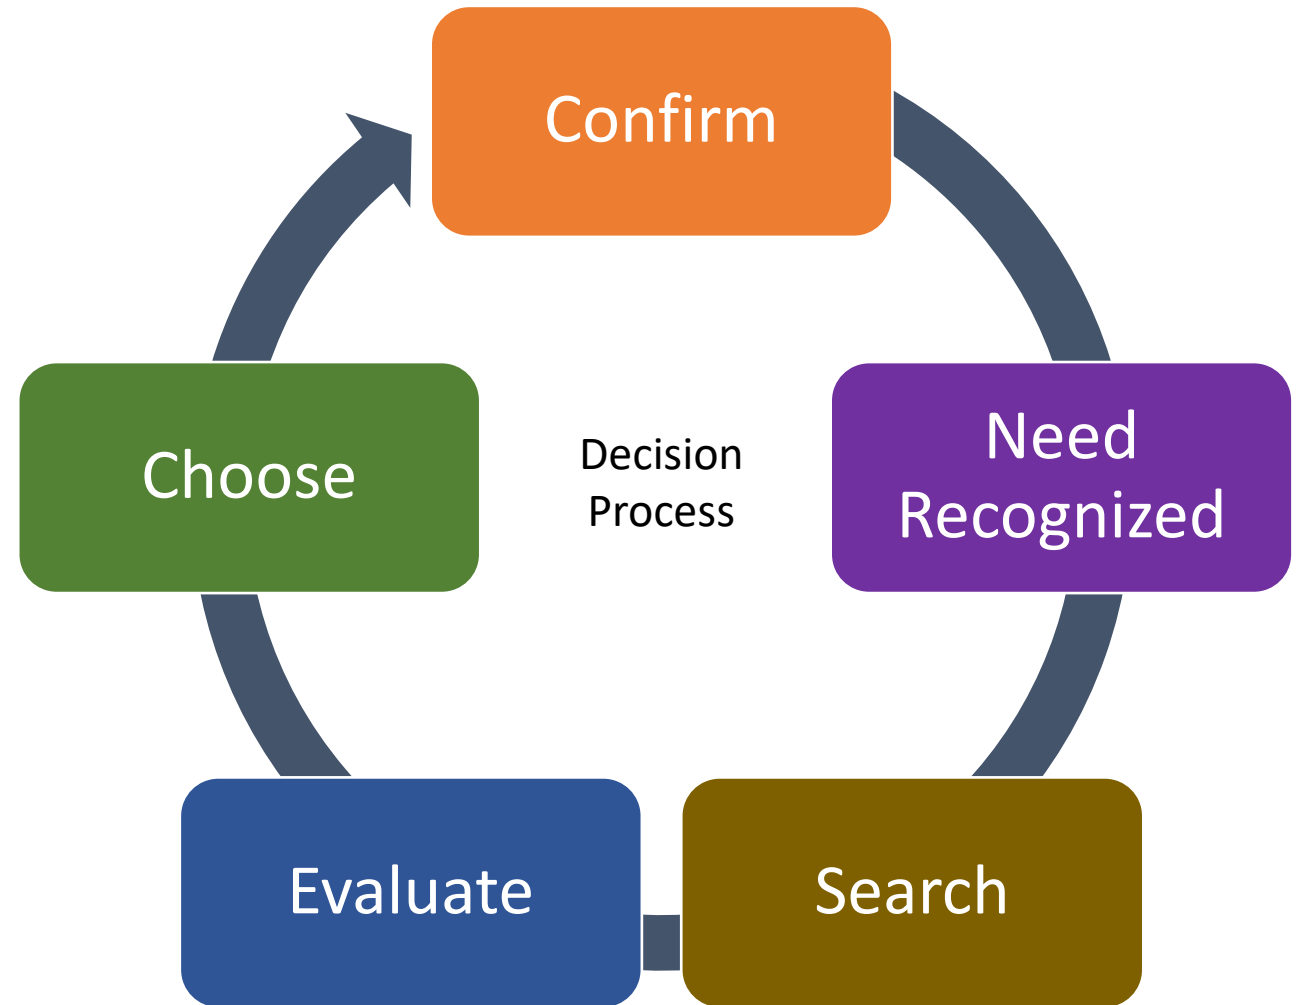 Confirm
Need
Recognized
Search
Evaluate
Choose
Decision
Process